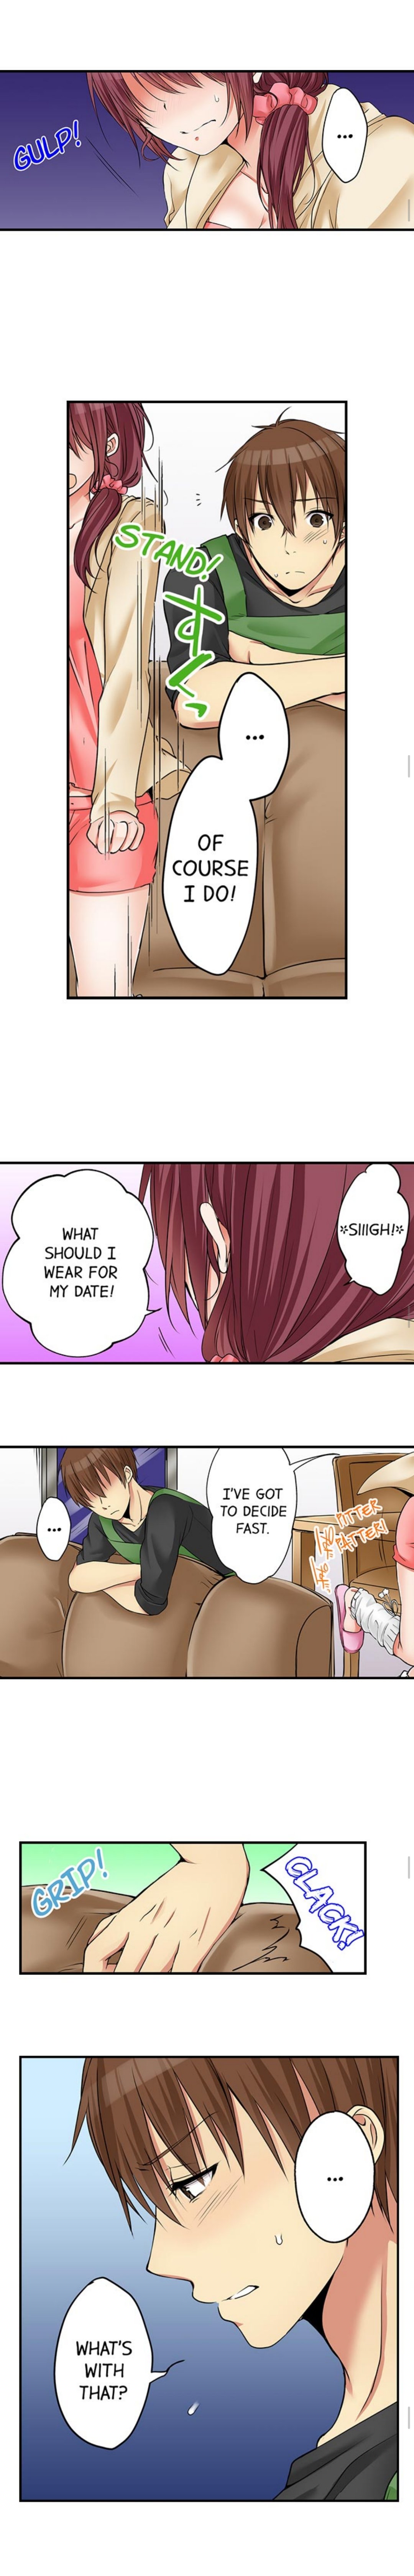 GULP!
...
STAND!
すくっ
...
OF
COURSE
I DO!
*SIIIGH!*
WHAT
SHOULD I
WEAR FOR
MY DATE!
I'VE GOT
TO DECIDE
FAST.
...
PITTER
PATTER!
GRIP!
CLACK!
...
WHAT'S
WITH
THAT?